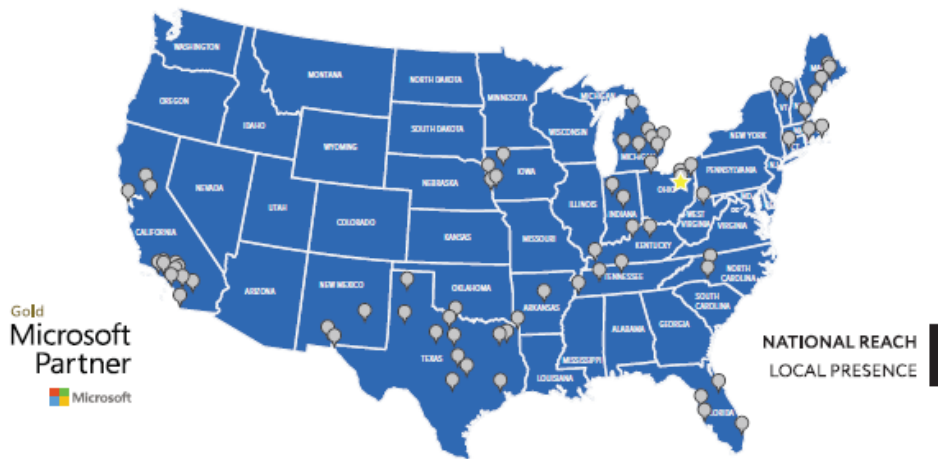 WASHINGTON
MONTANA
NORTH DAKOTA
MINNESOTA
MICHIGAN
OREGON
IDAHO
SOUTH DAKOTA
WISCONSIN
VT
NEW YORK
WYOMING
MICHIGAN
IOWA
NEBRASKA
PENNSYLVANIA
NEVADA
UTAH
COLORADO
ILLINOIS
INDIANA
OHIO
WEST
VIRGINIA
VIRGINIA
CALIFORNIA
KANSAS
MISSOURI
KENTUCKY
TENNESSEE
NORTH
CAROLINA
ARIZONA
NEW MEXICO
OKLAHOMA
ARKANSAS
SOUTH
CAROLINA
TEXAS
MISSISSIPPI
ALABAMA
GEORGIA
LOUISIANA
FLORIDA
Gold
Microsoft
Partner
Microsoft
NATIONAL REACH
LOCAL PRESENCE